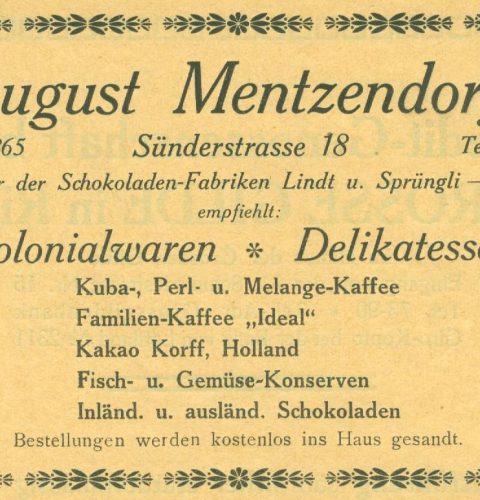 ugust Mentzendor
865 Sünderstrasse 18 Te
r der Schokoladen-Fabriken Lindt u. Sprüngli —
empfiehlt:
olonialwaren * Delikatesse
Kuba-, Perl- u. Melange-Kaffee
Familien-Kaffee „Ideal"
Kakao Korff, Holland
Fisch- u. Gemüse-Konserven
Inländ. u. ausländ. Schokoladen
Bestellungen werden kostenlos ins Haus gesandt.